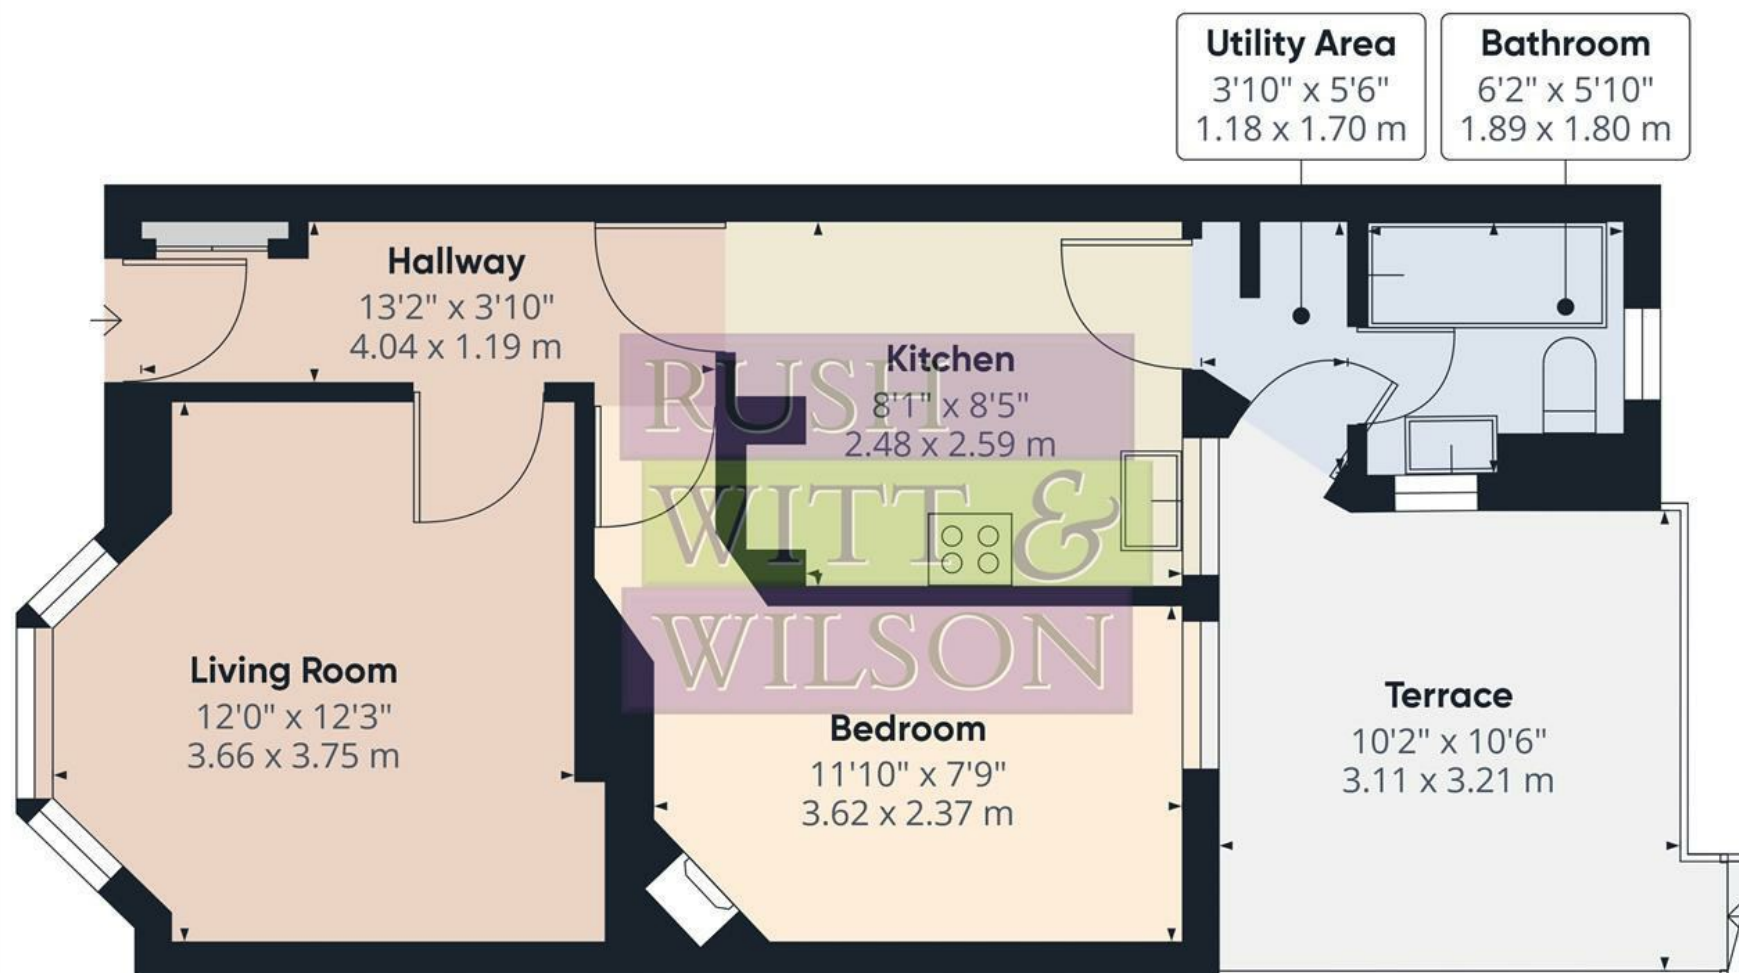 Utility Area
3'10" x 5'6"
1.18 x 1.70 m
Bathroom
6'2" x 5'10"
1.89 x 1.80 m
Hallway
13'2" x 3'10"
4.04 x 1.19 m
Kitchen
8'1" x 8'5"
2.48 x 2.59 m
RUSH
WITT &
WILSON
Living Room
12'0" x 12'3"
3.66 x 3.75 m
Bedroom
11'10" x 7'9"
3.62 x 2.37 m
Terrace
10'2" x 10'6"
3.11 x 3.21 m